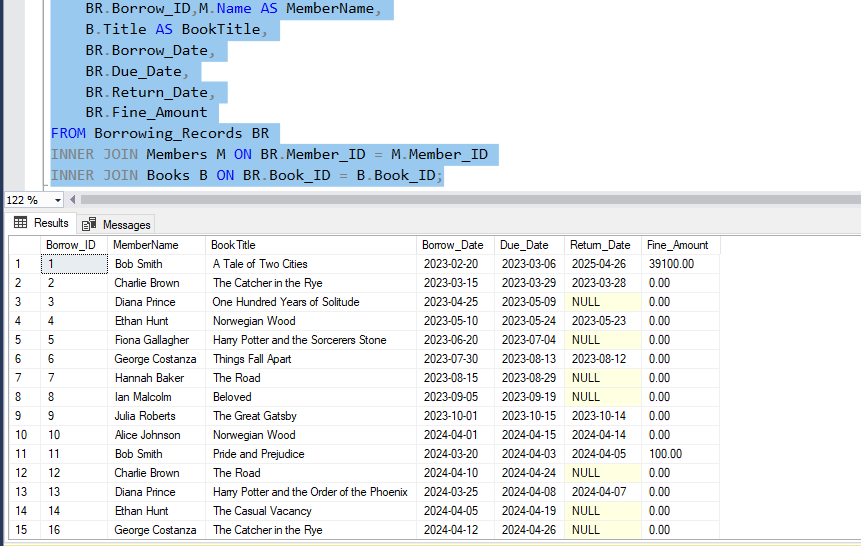 BR.Borrow_ID,M.Name AS MemberName,
B.Title AS BookTitle,
BR.Borrow_Date,
BR.Due_Date,
BR.Return_Date,
BR.Fine_Amount
FROM Borrowing_Records BR
INNER JOIN Members M ON BR.Member_ID = M.Member_ID
INNER JOIN Books B ON BR.Book_ID = B.Book_ID;
122 %
Results Messages
Borrow_ID MemberName BookTitle Borrow_Date Due_Date Return_Date Fine_Amount
1 1 Bob Smith A Tale of Two Cities 2023-02-20 2023-03-06 2025-04-26 39100.00
2 2 Charlie Brown The Catcher in the Rye 2023-03-15 2023-03-29 2023-03-28 0.00
3 3 Diana Prince One Hundred Years of Solitude 2023-04-25 2023-05-09 NULL 0.00
4 4 Ethan Hunt Norwegian Wood 2023-05-10 2023-05-24 2023-05-23 0.00
5 5 Fiona Gallagher Harry Potter and the Sorcerers Stone 2023-06-20 2023-07-04 NULL 0.00
6 6 George Costanza Things Fall Apart 2023-07-30 2023-08-13 2023-08-12 0.00
7 7 Hannah Baker The Road 2023-08-15 2023-08-29 NULL 0.00
8 8 Ian Malcolm Beloved 2023-09-05 2023-09-19 NULL 0.00
9 9 Julia Roberts The Great Gatsby 2023-10-01 2023-10-15 2023-10-14 0.00
10 10 Alice Johnson Norwegian Wood 2024-04-01 2024-04-15 2024-04-14 0.00
11 11 Bob Smith Pride and Prejudice 2024-03-20 2024-04-03 2024-04-05 100.00
12 12 Charlie Brown The Road 2024-04-10 2024-04-24 NULL 0.00
13 13 Diana Prince Harry Potter and the Order of the Phoenix 2024-03-25 2024-04-08 2024-04-07 0.00
14 14 Ethan Hunt The Casual Vacancy 2024-04-05 2024-04-19 NULL 0.00
15 16 George Costanza The Catcher in the Rye 2024-04-12 2024-04-26 NULL 0.00